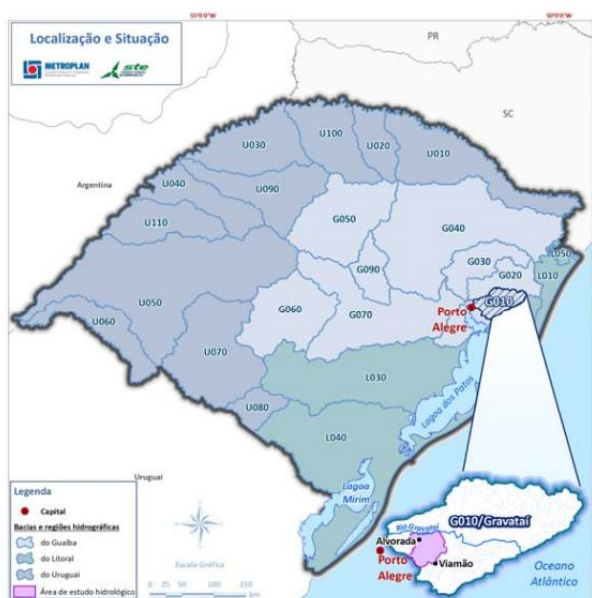 Localização e Situação
METROPLAN
ste
PR
SC
Argentina
Uruguai
U030
U100
U020
U010
U040
U090
U110
G050
G040
G030
G020
L050
L010
G090
G010
U050
U060
G060
G070
Porto
Alegre
U070
L030
U080
L040
Lagoa dos Patos
Lagoa
Mirim
Legenda
Capital
Bacias e regiões hidrográficas
do Guaíba
do Litoral
do Uruguai
Área de estudo hidrológico
Escala Gráfica
0 25 50 100 150
km
G010/Gravataí
Rio Gravataí
Alvorada
Porto
Alegre
Viamão
Oceano
Atlântico